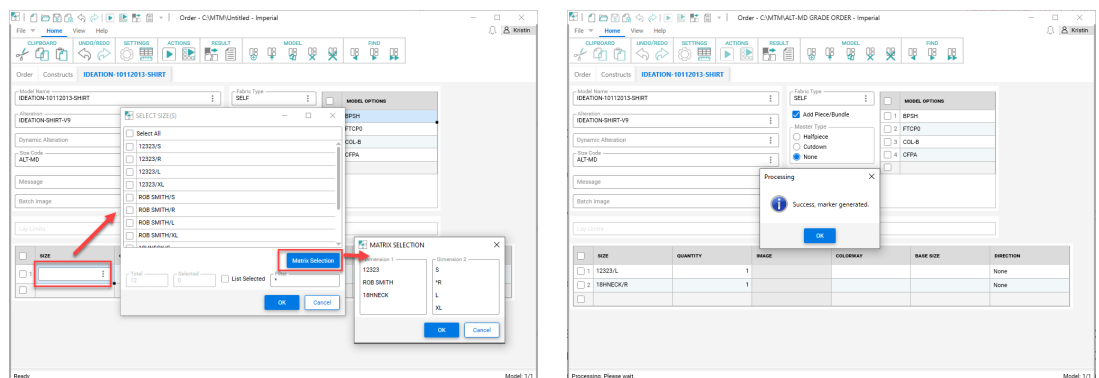 Order - C:\MTM\Untitled - Imperial
File Home View Help
Kristin
CLIPBOARD UNDO/REDO SETTINGS ACTIONS RESULT MODEL FIND
Order Constructs IDEATION-10112013-SHIRT
Model Name
IDEATION-10112013-SHIRT
Fabric Type
SELF
MODEL OPTIONS
Alteration
IDEATION-SHIRT-V9
BPSH
FTCP0
COL-B
CFPA
Dynamic Alteration
Size Code
ALT-MD
Message
Batch Image
Lay Limits
SIZE
1
SELECT SIZE(S)
Select All
12323/S
12323/R
12323/L
12323/XL
ROB SMITH/S
ROB SMITH/R
ROB SMITH/L
ROB SMITH/XL
Matrix Selection
Total
12
Selected
0
List Selected
Filter
*
OK Cancel
MATRIX SELECTION
Dimension 1 Dimension 2
12323 S
ROB SMITH *R
18HNECK L
XL
OK Cancel
Ready Model: 1/1
Order - C:\MTM\ALT-MD GRADE ORDER - Imperial
File Home View Help
Kristin
CLIPBOARD UNDO/REDO SETTINGS ACTIONS RESULT MODEL FIND
Order Constructs IDEATION-10112013-SHIRT
Model Name
IDEATION-10112013-SHIRT
Fabric Type
SELF
MODEL OPTIONS
Alteration
IDEATION-SHIRT-V9
Add Piece/Bundle
1 BPSH
Master Type
Halfpiece
2 FTCP0
Dynamic Alteration
Cutdown
3 COL-B
Size Code
ALT-MD
None
4 CFPA
Message
Batch Image
Lay Limits
Processing
Success, marker generated.
OK
SIZE QUANTITY IMAGE COLORWAY BASE SIZE DIRECTION
1 12323/L 1 None
2 18HNECK/R 1 None
Processing. Please wait. Model: 1/1